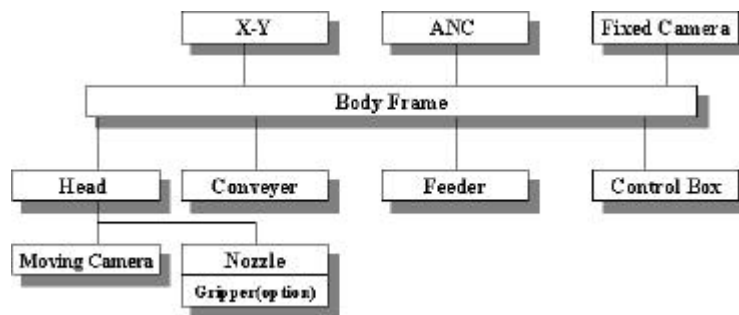 X-Y
ANC
Fixed Camera
Body Frame
Head
Conveyer
Feeder
Control Box
Moving Camera
Nozzle
Gripper(option)